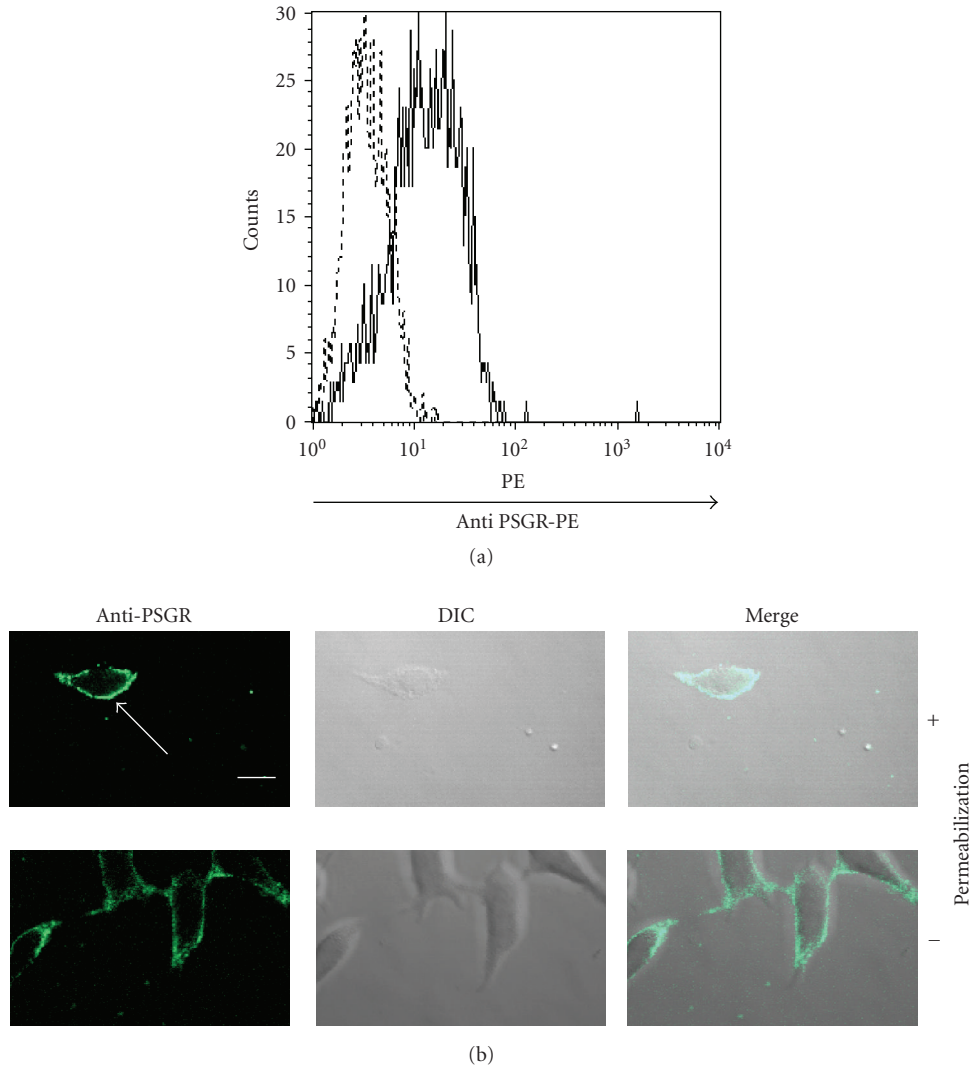 30
25
20
15
10
5
0
Counts
10⁰ 10¹ 10² 10³ 10⁴
PE
Anti PSGR-PE
(a)
Anti-PSGR DIC Merge
+
Permeabilization
−
(b)